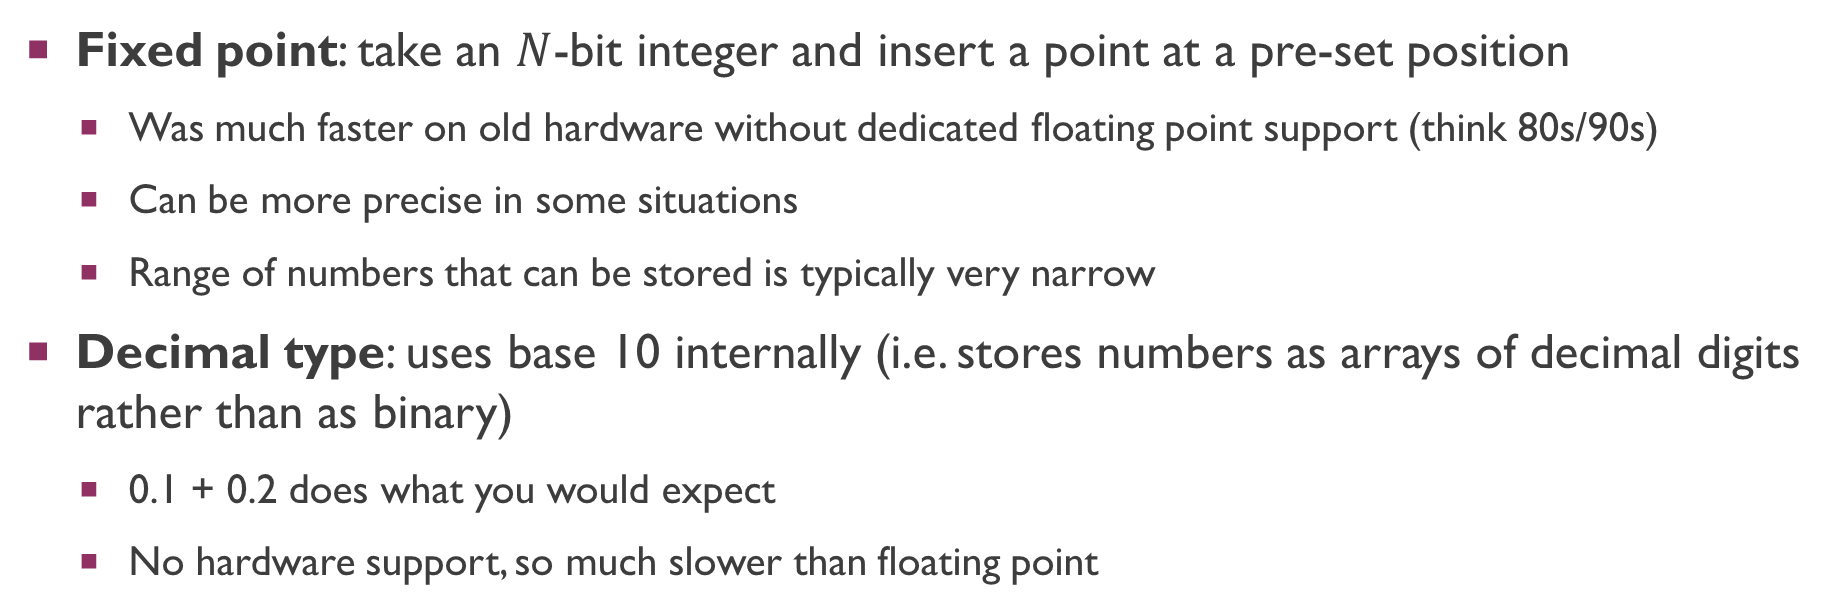 Fixed point: take an N-bit integer and insert a point at a pre-set position
Was much faster on old hardware without dedicated floating point support (think 80s/90s)
Can be more precise in some situations
Range of numbers that can be stored is typically very narrow
Decimal type: uses base 10 internally (i.e. stores numbers as arrays of decimal digits
rather than as binary)
0.1 + 0.2 does what you would expect
No hardware support, so much slower than floating point